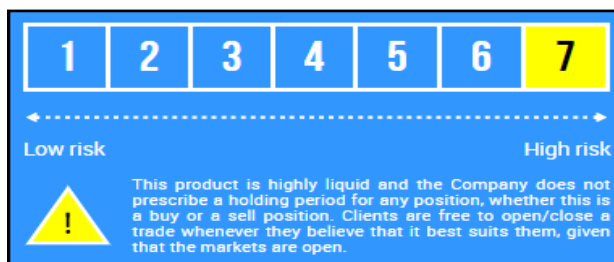 1 2 3 4 5 6 7
Low risk High risk
This product is highly liquid and the Company does not
prescribe a holding period for any position, whether this is
! a buy or a sell position. Clients are free to open/close a
trade whenever they believe that it best suits them, given
that the markets are open.